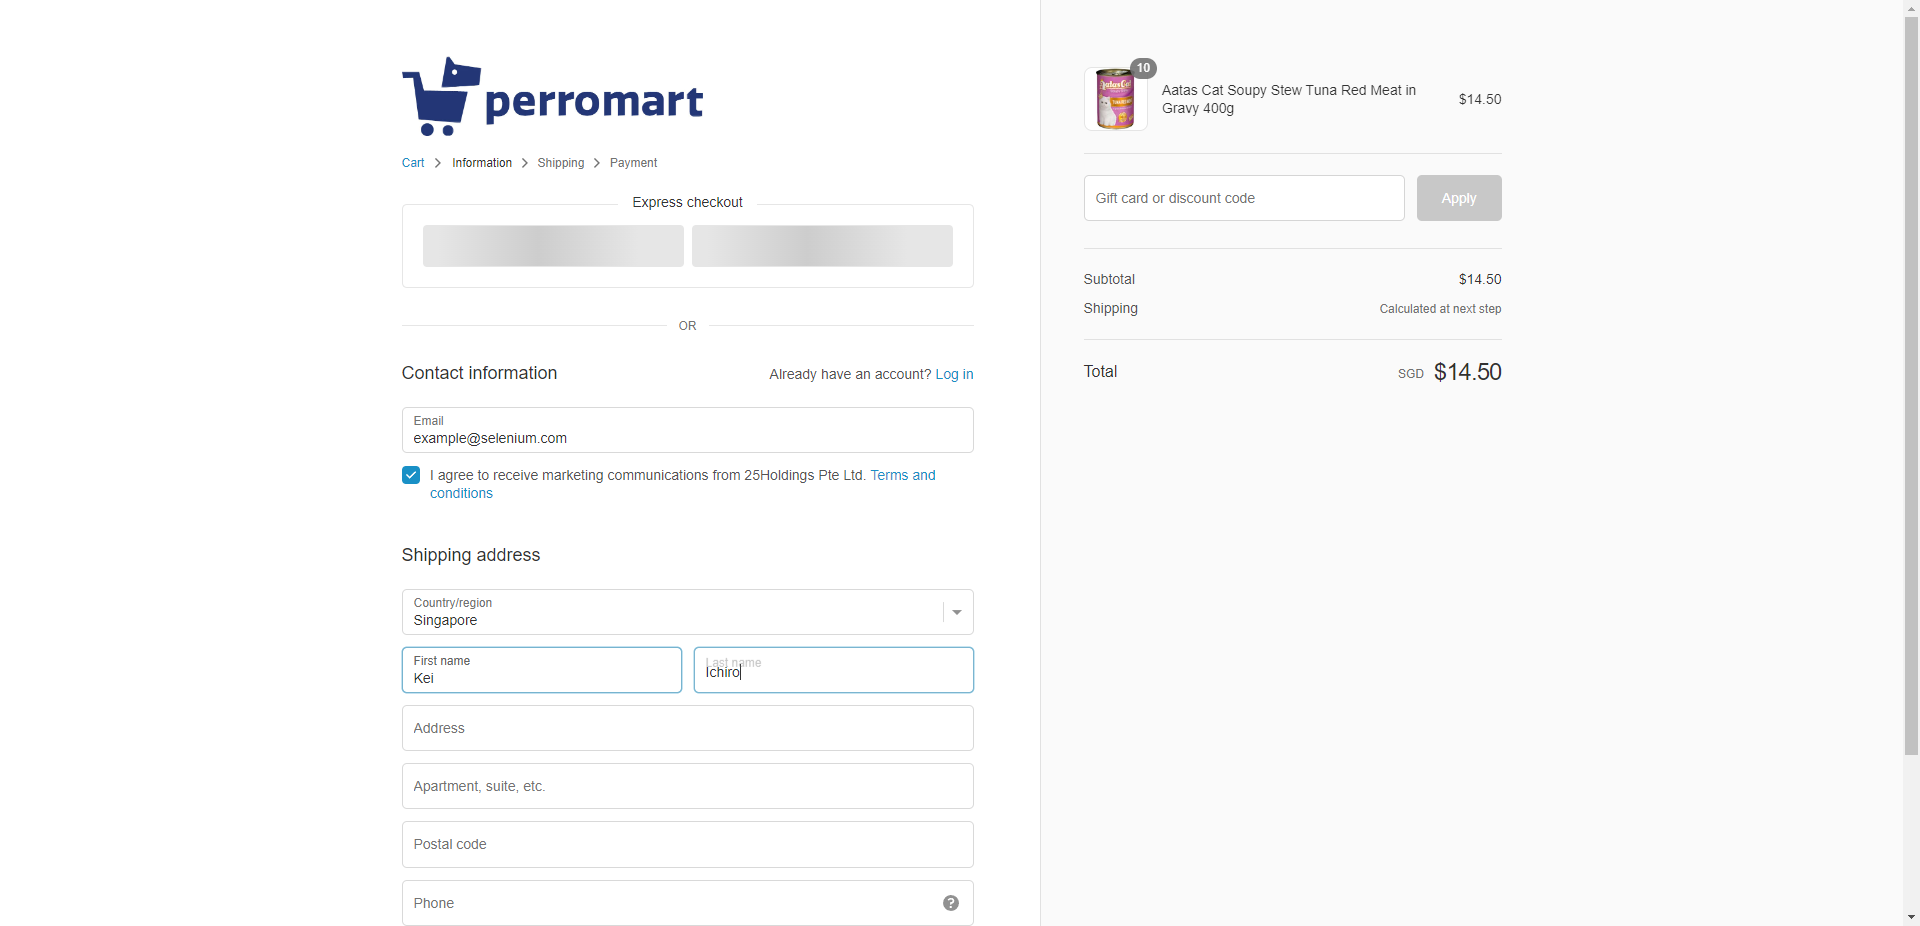 perromart
Cart > Information > Shipping > Payment
Express checkout
OR
Contact information
Already have an account? Log in
Email
example@selenium.com
I agree to receive marketing communications from 25Holdings Pte Ltd. Terms and
conditions
Shipping address
Country/region
Singapore
First name
Kei
Last name
Ichiro
Address
Apartment, suite, etc.
Postal code
Phone
?
10
Aatas Cat
Aatas Cat Soupy Stew Tuna Red Meat in
Gravy 400g
$14.50
Gift card or discount code
Apply
Subtotal
$14.50
Shipping
Calculated at next step
Total
SGD $14.50